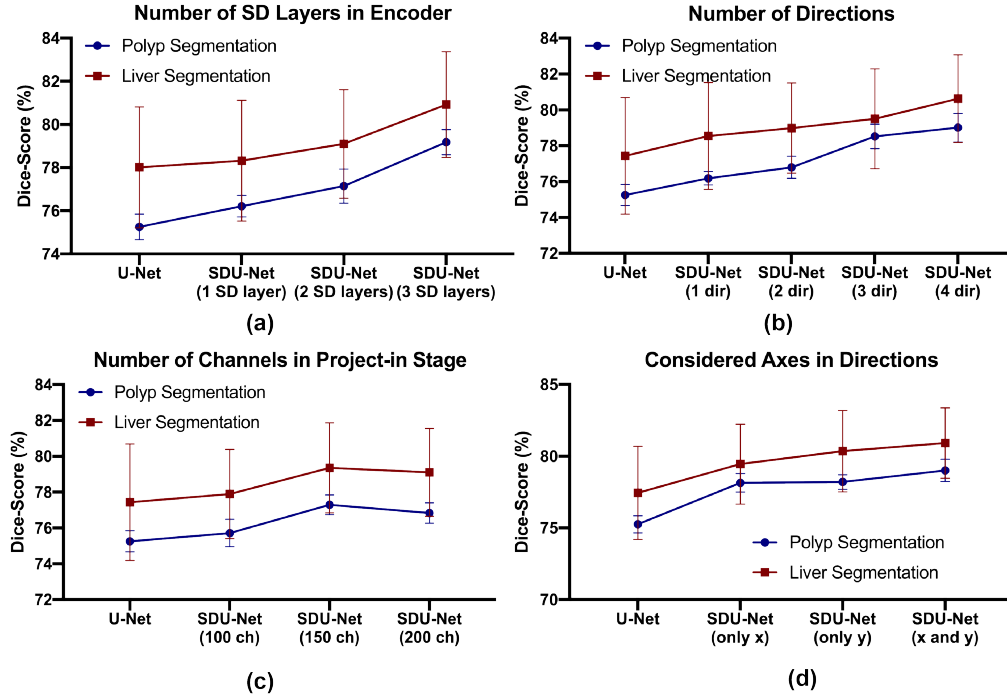 Number of SD Layers in Encoder
84
82
80
78
76
74
Dice-Score (%)
Polyp Segmentation
Liver Segmentation
U-Net
SDU-Net
(1 SD layer)
SDU-Net
(2 SD layers)
SDU-Net
(3 SD layers)
(a)
Number of Directions
84
82
80
78
76
74
72
Dice-Score (%)
Polyp Segmentation
Liver Segmentation
U-Net
SDU-Net
(1 dir)
SDU-Net
(2 dir)
SDU-Net
(3 dir)
SDU-Net
(4 dir)
(b)
Number of Channels in Project-in Stage
84
82
80
78
76
74
72
Dice-Score (%)
Polyp Segmentation
Liver Segmentation
U-Net
SDU-Net
(100 ch)
SDU-Net
(150 ch)
SDU-Net
(200 ch)
(c)
Considered Axes in Directions
85
80
75
70
Dice-Score (%)
Polyp Segmentation
Liver Segmentation
U-Net
SDU-Net
(only x)
SDU-Net
(only y)
SDU-Net
(x and y)
(d)